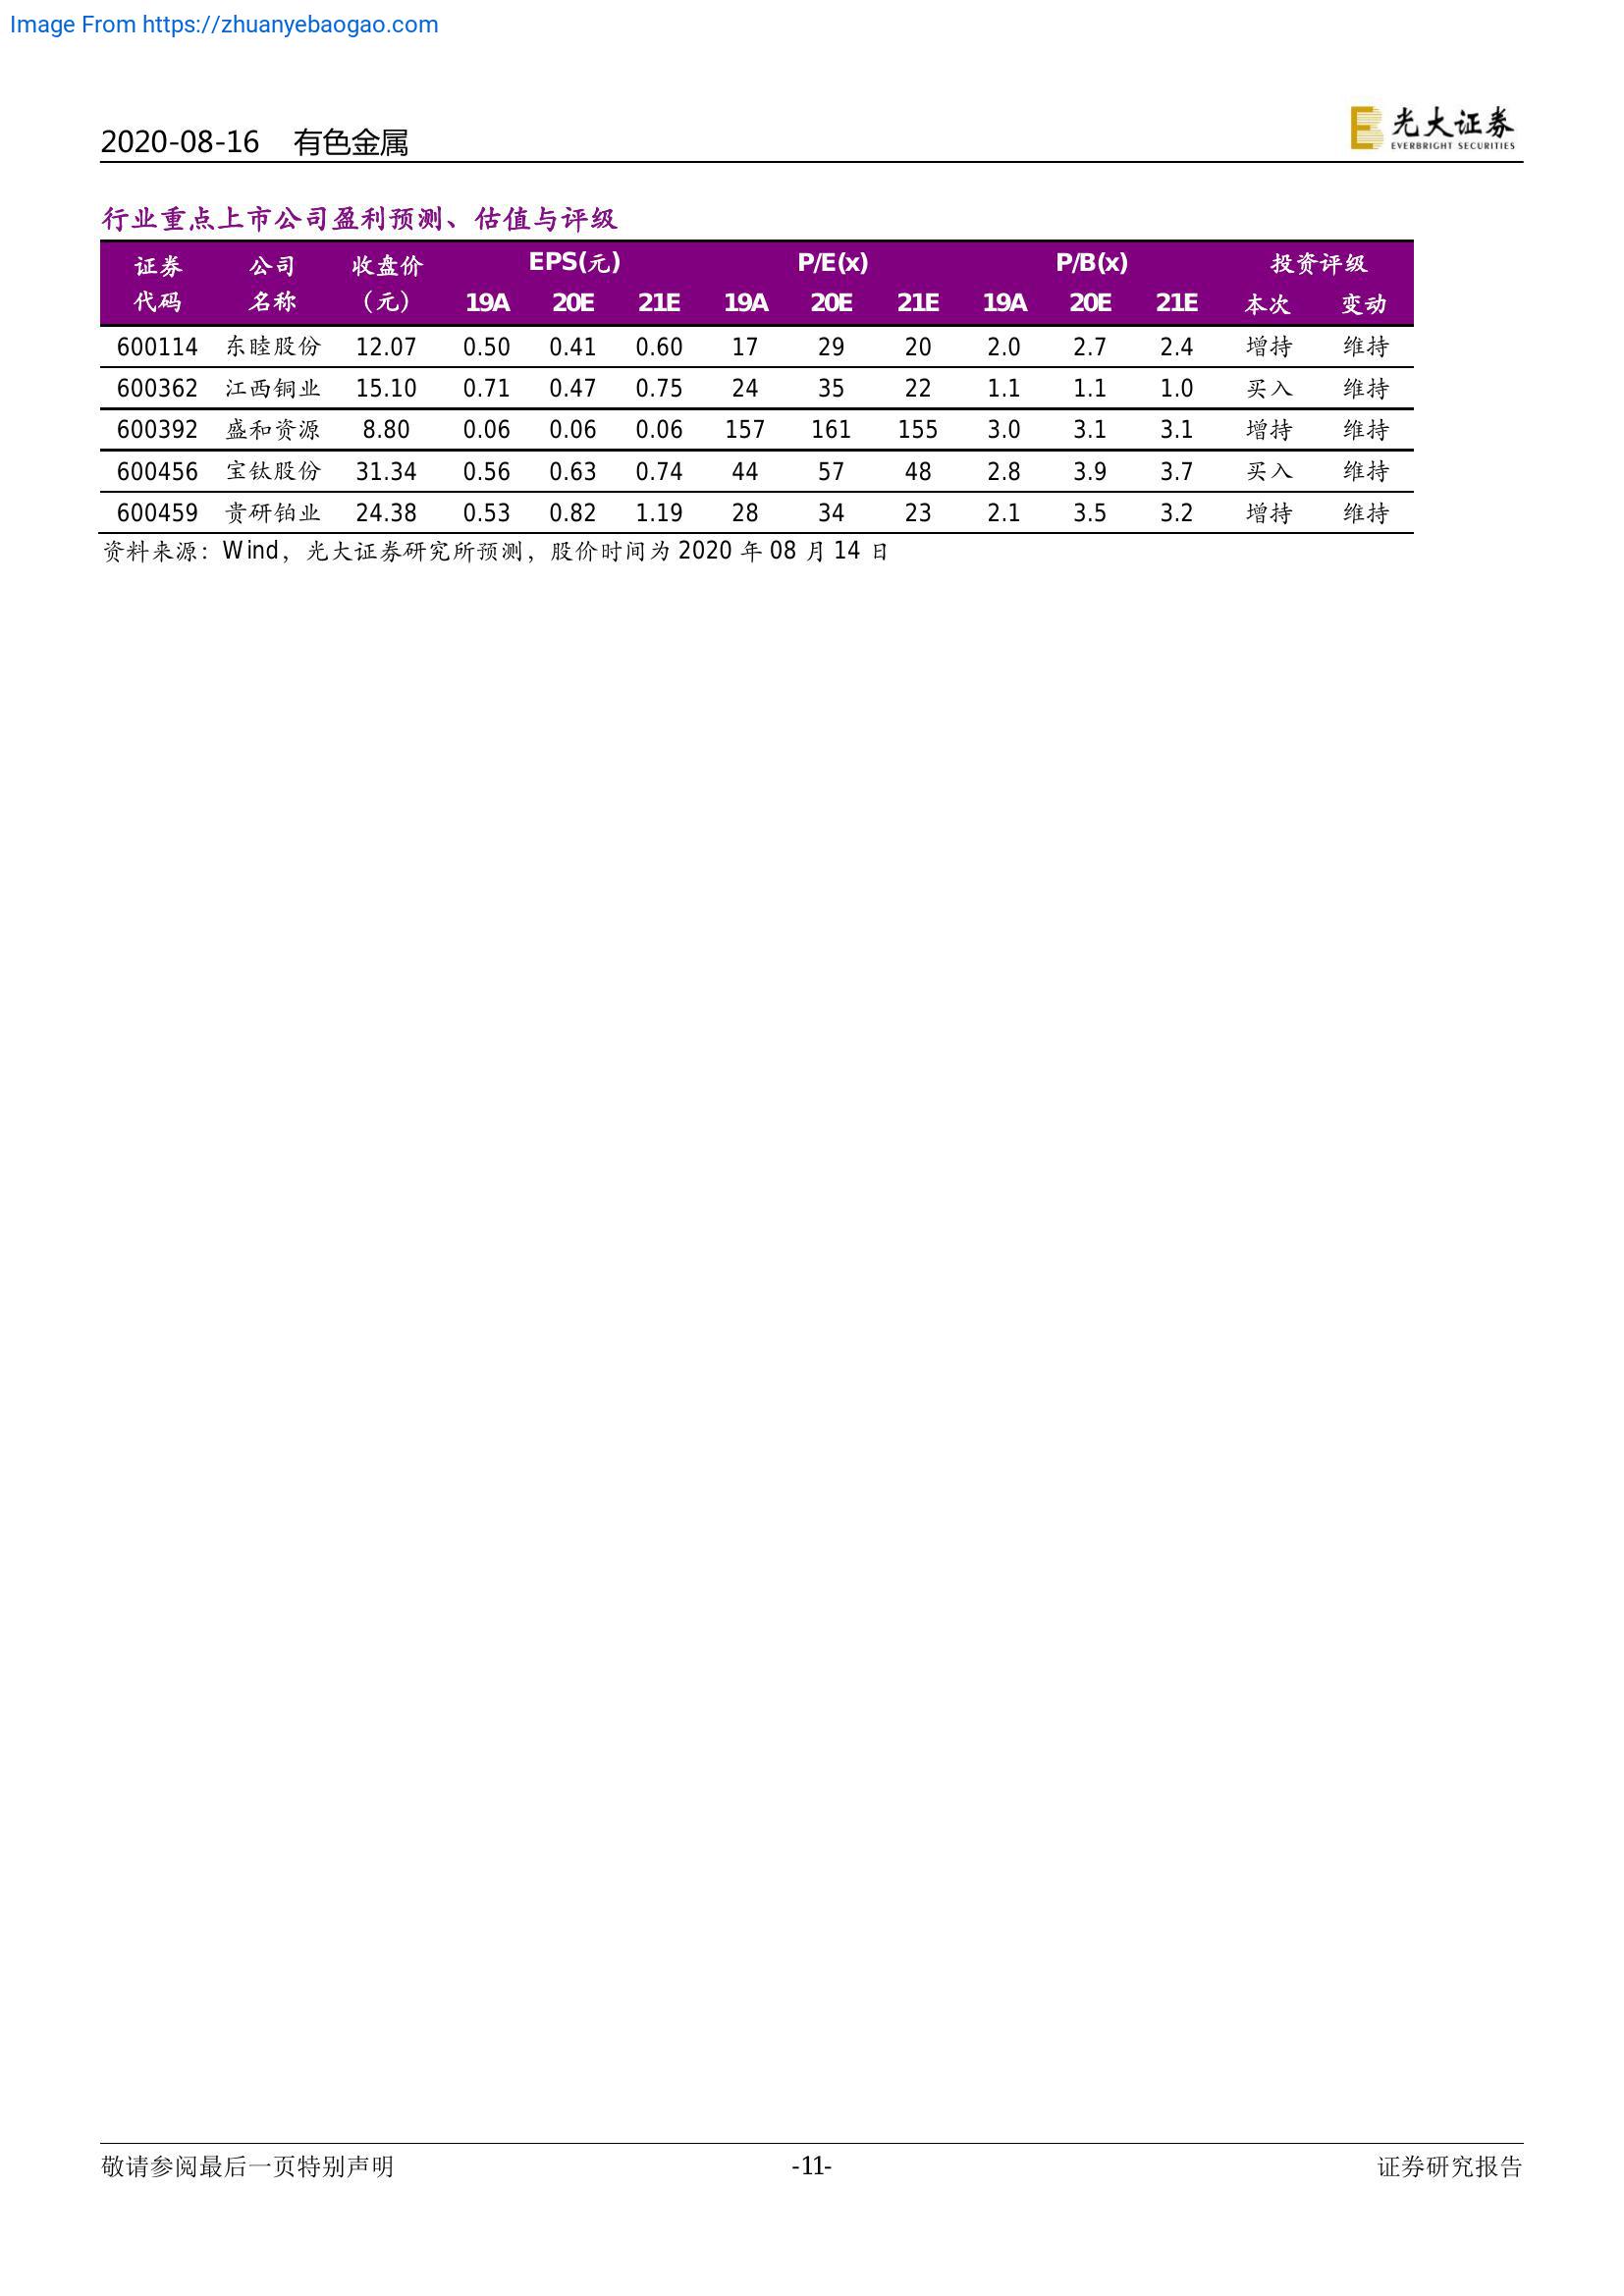 Image From https://zhuanyebaogao.com
2020-08-16 有色金属
光大证券
EVERBRIGHT SECURITIES
行业重点上市公司盈利预测、估值与评级
证券 公司 收盘价 EPS(元) P/E(x) P/B(x) 投资评级
代码 名称 （元） 19A 20E 21E 19A 20E 21E 19A 20E 21E 本次 变动
600114 东睦股份 12.07 0.50 0.41 0.60 17 29 20 2.0 2.7 2.4 增持 维持
600362 江西铜业 15.10 0.71 0.47 0.75 24 35 22 1.1 1.1 1.0 买入 维持
600392 盛和资源 8.80 0.06 0.06 0.06 157 161 155 3.0 3.1 3.1 增持 维持
600456 宝钛股份 31.34 0.56 0.63 0.74 44 57 48 2.8 3.9 3.7 买入 维持
600459 贵研铂业 24.38 0.53 0.82 1.19 28 34 23 2.1 3.5 3.2 增持 维持
资料来源：Wind，光大证券研究所预测，股价时间为 2020 年 08 月 14 日
敬请参阅最后一页特别声明 -11- 证券研究报告